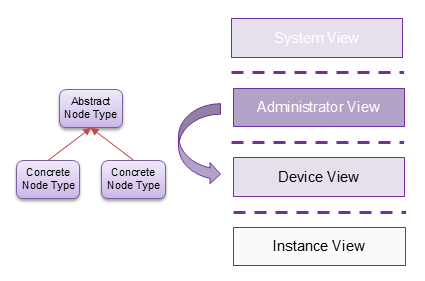 System View
Administrator View
Device View
Instance View
Abstract
Node Type
Concrete
Node Type
Concrete
Node Type